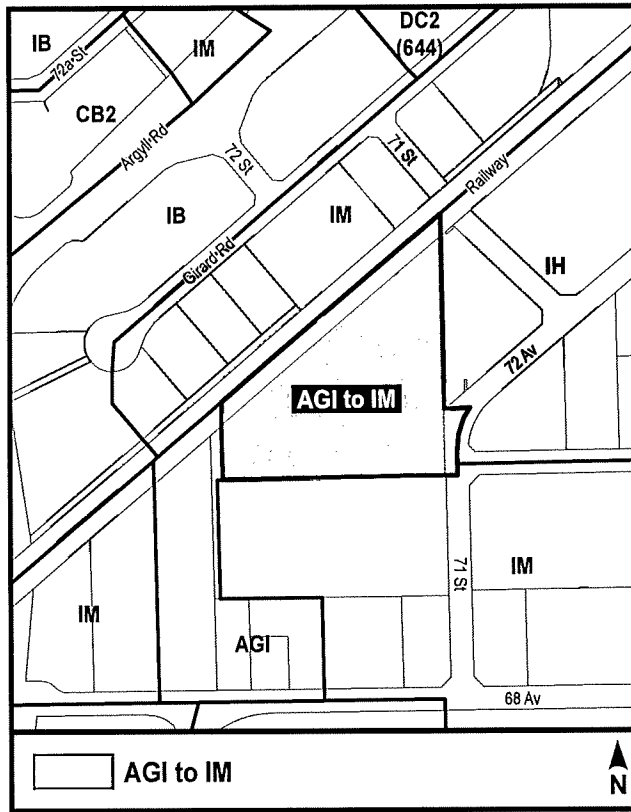 DC2
(644)
IB
IM
72a St
CB2
Argyll Rd
72 St
71 St
Railway
IB
IM
Girard Rd
IH
72 Av
AGI to IM
71 St
IM
IM
AGI
68 Av
AGI to IM
N